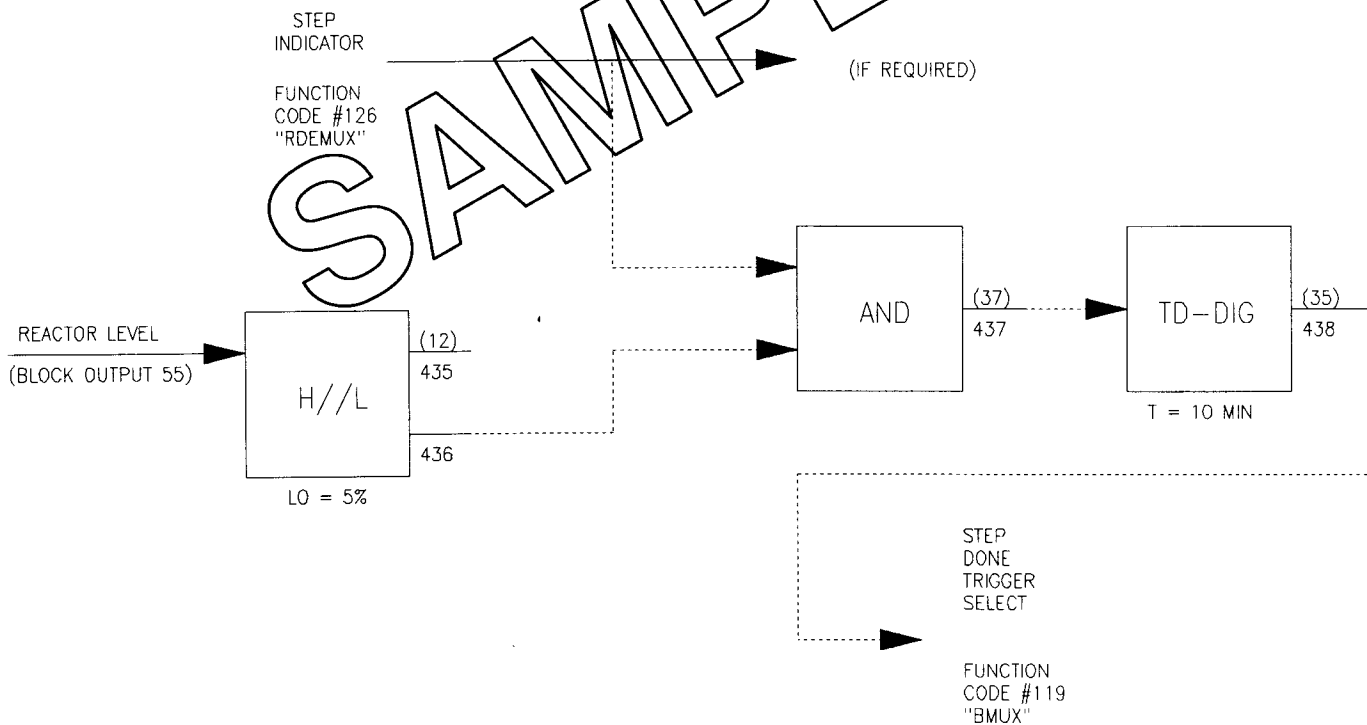 SAMPLE
STEP
INDICATOR
FUNCTION
CODE #126
"RDEMUX"
(IF REQUIRED)
REACTOR LEVEL
(BLOCK OUTPUT 55)
H//L
(12)
435
436
LO = 5%
AND
(37)
437
TD-DIG
(35)
438
T = 10 MIN
STEP
DONE
TRIGGER
SELECT
FUNCTION
CODE #119
"BMUX"